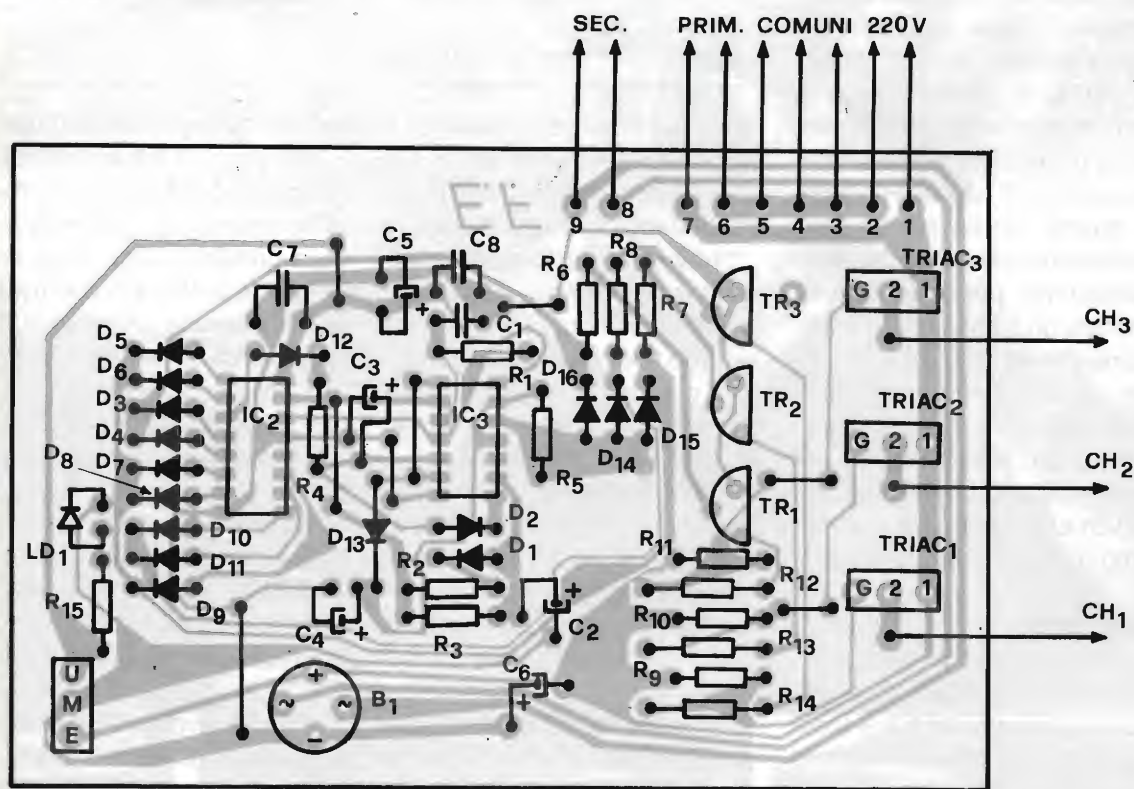 SEC. PRIM. COMUNI 220 V
9 8 7 6 5 4 3 2 1
TRIAC3
G 2 1
CH3
C7
C5
C8
R6
R8
R7
TR3
D5
D12
C1
+
D6
C3
+
R1
D16
D3
IC2
IC3
TR2
TRIAC2
G 2 1
D4
D15
D7
D14
CH2
D8
R4
R5
TR1
D10
D13
D2
LD1
D11
D1
R11
TRIAC1
R2
R12
G 2 1
R15
D9
C4
+
R3
+
C2
R10
CH1
R13
C6
+
R9
U
M
E
+
~ ~
-
B1
R14